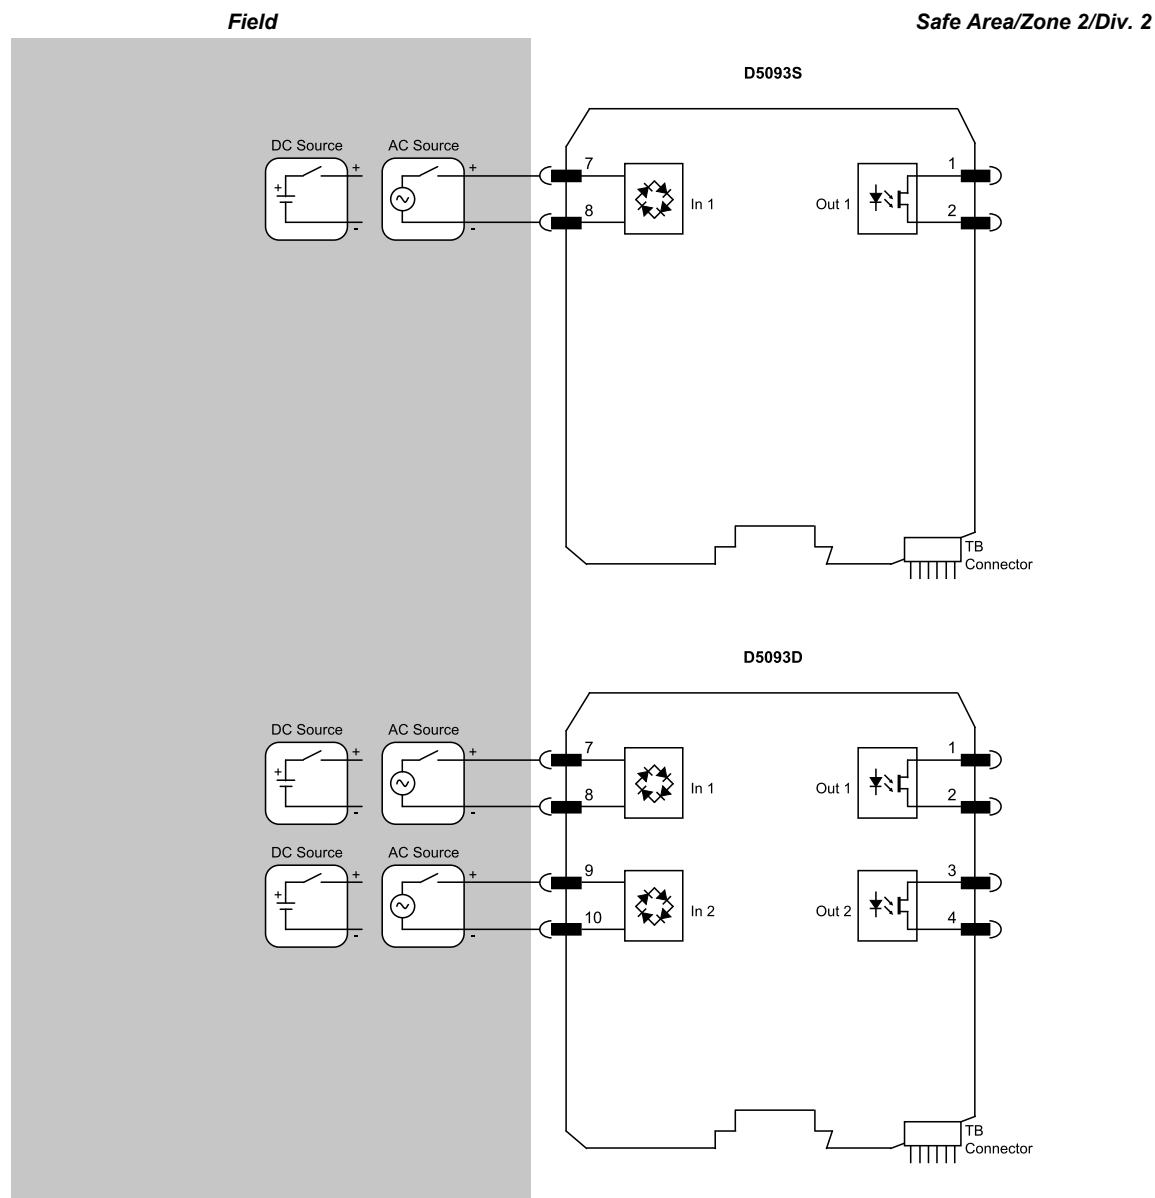 Field
Safe Area/Zone 2/Div. 2
D5093S
DC Source
AC Source
+
+
+
-
-
7
8
In 1
Out 1
1
2
TB
Connector
D5093D
DC Source
AC Source
+
+
+
-
-
7
8
In 1
Out 1
1
2
DC Source
AC Source
+
+
+
-
-
9
10
In 2
Out 2
3
4
TB
Connector